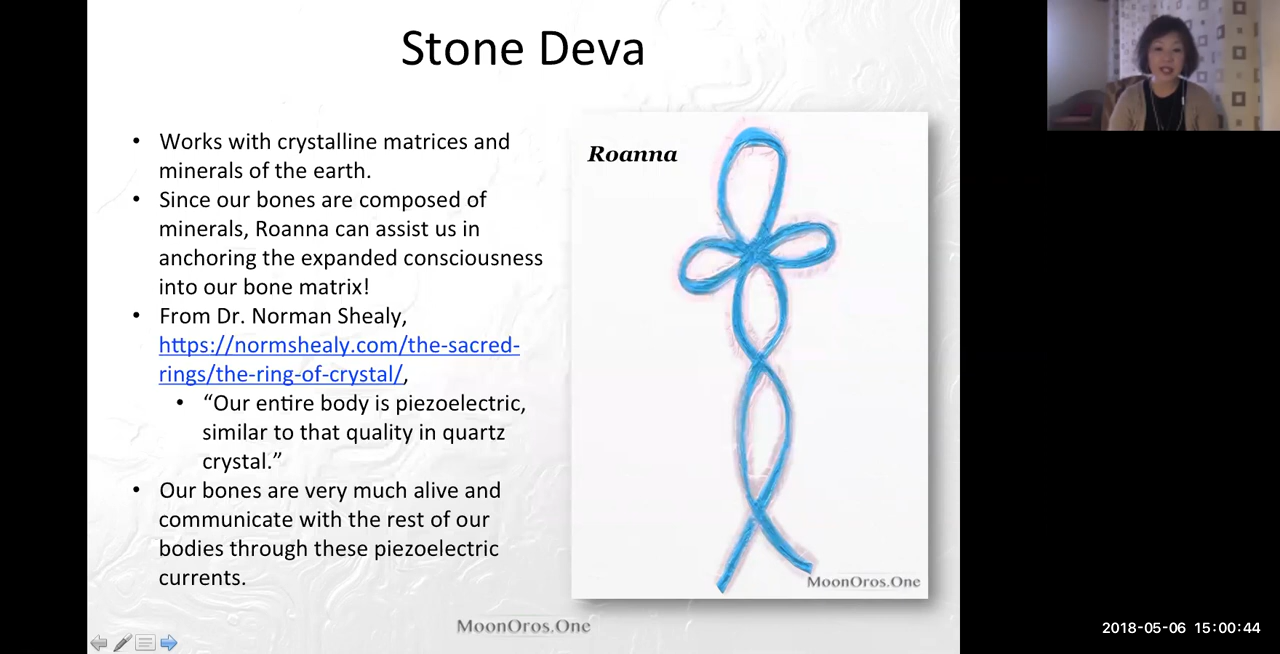 Stone Deva
• Works with crystalline matrices and
minerals of the earth.
• Since our bones are composed of
minerals, Roanna can assist us in
anchoring the expanded consciousness
into our bone matrix!
• From Dr. Norman Shealy,
https://normshealy.com/the-sacred-
rings/the-ring-of-crystal/,
• “Our entire body is piezoelectric,
similar to that quality in quartz
crystal.”
• Our bones are very much alive and
communicate with the rest of our
bodies through these piezoelectric
currents.
Roanna
MoonOros.One
MoonOros.One
2018-05-06 15:00:44